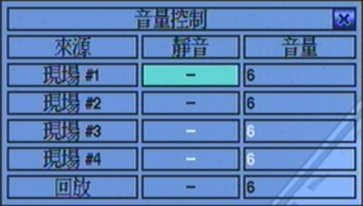 音量控制
來源 靜音 音量
現場 #1 – 6
現場 #2 – 6
現場 #3 – 6
現場 #4 – 6
回放 – 6